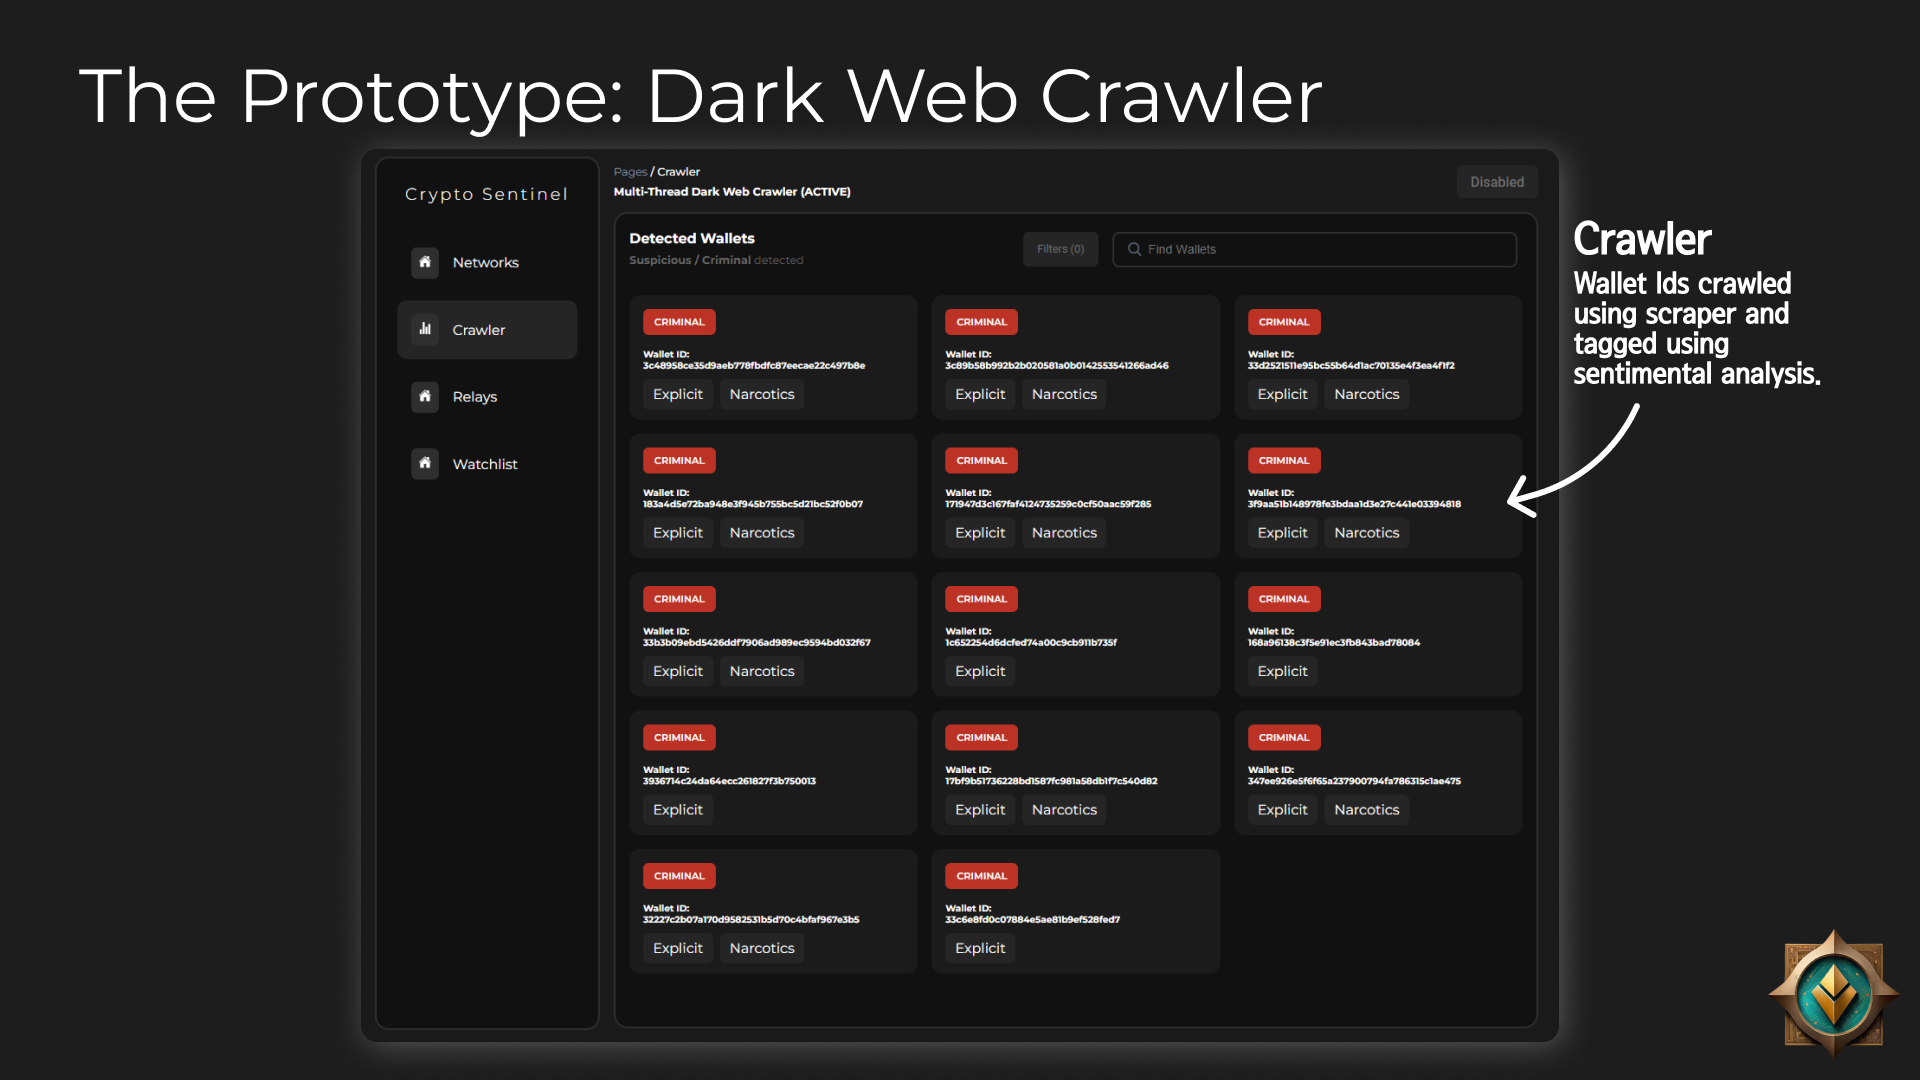 The Prototype: Dark Web Crawler
Crypto Sentinel
Networks
Crawler
Relays
Watchlist
Pages / Crawler
Multi-Thread Dark Web Crawler (ACTIVE)
Disabled
Detected Wallets
Suspicious / Criminal detected
Filters (0)
Find Wallets
CRIMINAL
Wallet ID:
3c48958ce35d9aeb778fbdfc87eecae22c497b8e
Explicit Narcotics
CRIMINAL
Wallet ID:
3c89b58b992b2b020581a0b0142553541266ad46
Explicit Narcotics
CRIMINAL
Wallet ID:
33d2521511e95bc55b64d1ac70135e4f3ea4f1f2
Explicit Narcotics
CRIMINAL
Wallet ID:
183a4d5e72ba948e3f945b755bc5d21bc52f0b07
Explicit Narcotics
CRIMINAL
Wallet ID:
171947d3c167faf4124735259c0cf50aac59f285
Explicit Narcotics
CRIMINAL
Wallet ID:
3f9aa51b148978fe3bdaa1d3e27c441e03394818
Explicit Narcotics
CRIMINAL
Wallet ID:
33b3b09ebd5426ddf7906ad989ec9594bd032f67
Explicit Narcotics
CRIMINAL
Wallet ID:
1c652254d6dcfed74a00c9cb911b735f
Explicit
CRIMINAL
Wallet ID:
168a96138c3f5e91ec3fb843bad78084
Explicit
CRIMINAL
Wallet ID:
3936714c24da64ecc261827f3b750013
Explicit
CRIMINAL
Wallet ID:
17bf9b51736228bd1587fc981a58db1f7c540d82
Explicit Narcotics
CRIMINAL
Wallet ID:
347ee926e5f6f65a237900794fa786315c1ae475
Explicit Narcotics
CRIMINAL
Wallet ID:
32227c2b07a170d9582531b5d70c4bfaf967e3b5
Explicit Narcotics
CRIMINAL
Wallet ID:
33c6e8fd0c07884e5ae81b9ef528fed7
Explicit
Crawler
Wallet Ids crawled
using scraper and
tagged using
sentimental analysis.